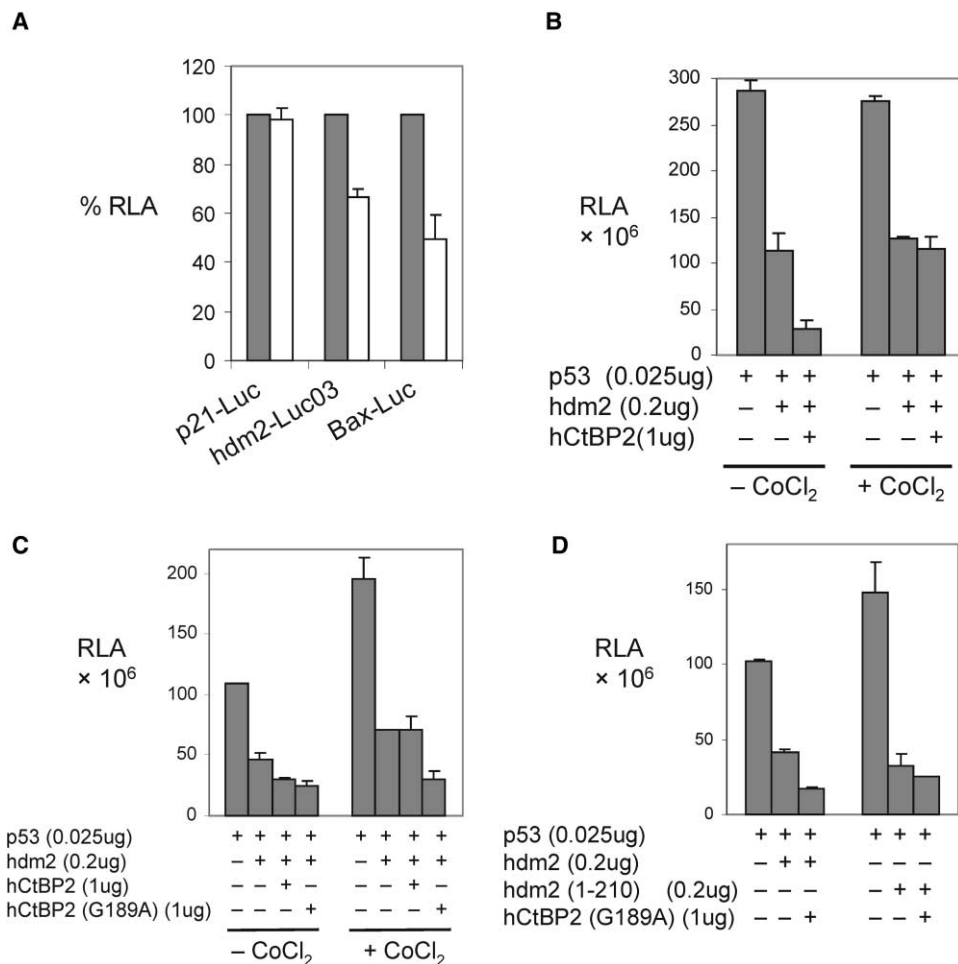 A
% RLA
120
100
80
60
40
20
0
p21-Luc
hdm2-Luc03
Bax-Luc
B
RLA
× 10⁶
300
250
200
150
100
50
0
p53 (0.025ug) + + + + + +
hdm2 (0.2ug) – + + – + +
hCtBP2(1ug) – – + – – +
– CoCl₂ + CoCl₂
C
RLA
× 10⁶
200
150
100
50
0
p53 (0.025ug) + + + + + + + +
hdm2 (0.2ug) – + + + – + + +
hCtBP2 (1ug) – – + – – – + –
hCtBP2 (G189A) (1ug) – – – + – – – +
– CoCl₂ + CoCl₂
D
RLA
× 10⁶
150
100
50
0
p53 (0.025ug) + + + + + +
hdm2 (0.2ug) – + + – – –
hdm2 (1-210) (0.2ug) – – – – + +
hCtBP2 (G189A) (1ug) – – + – – +